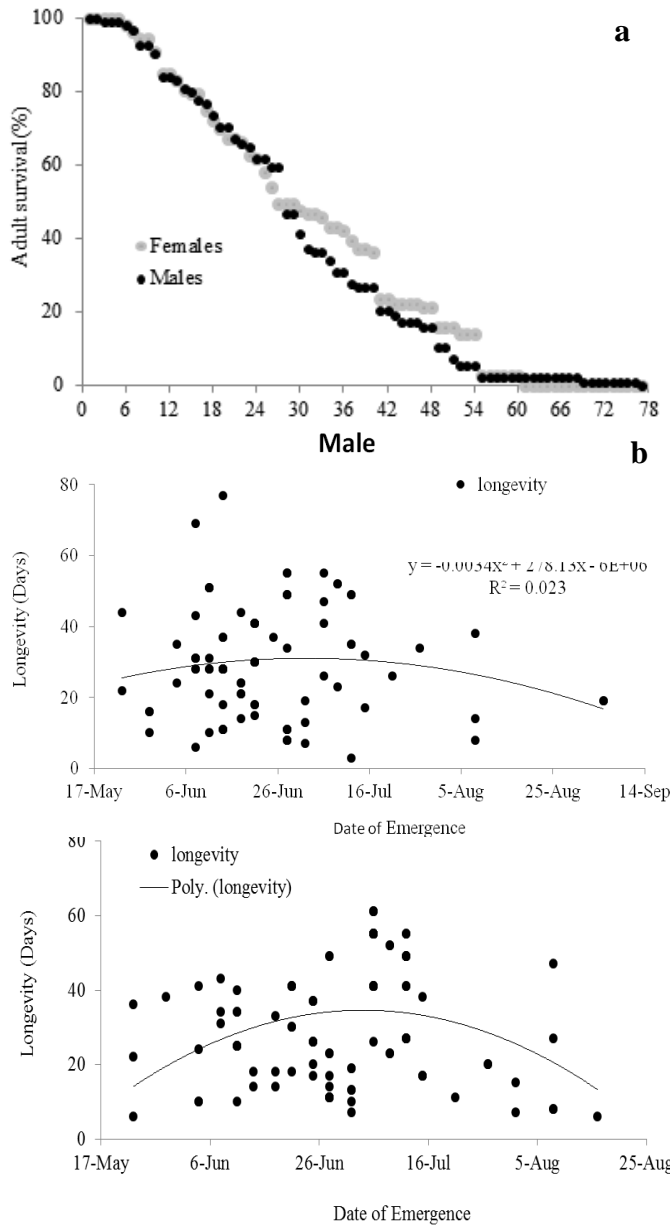 a
100
80
60
40
20
0
Adult survival (%)
Females
Males
0 6 12 18 24 30 36 42 48 54 60 66 72 78
Male
b
80
60
40
20
0
Longevity (Days)
longevity
R² = 0.023
17-May 6-Jun 26-Jun 16-Jul 5-Aug 25-Aug 14-Sep
Date of Emergence
80
60
40
20
0
Longevity (Days)
longevity
Poly. (longevity)
17-May 6-Jun 26-Jun 16-Jul 5-Aug 25-Aug
Date of Emergence